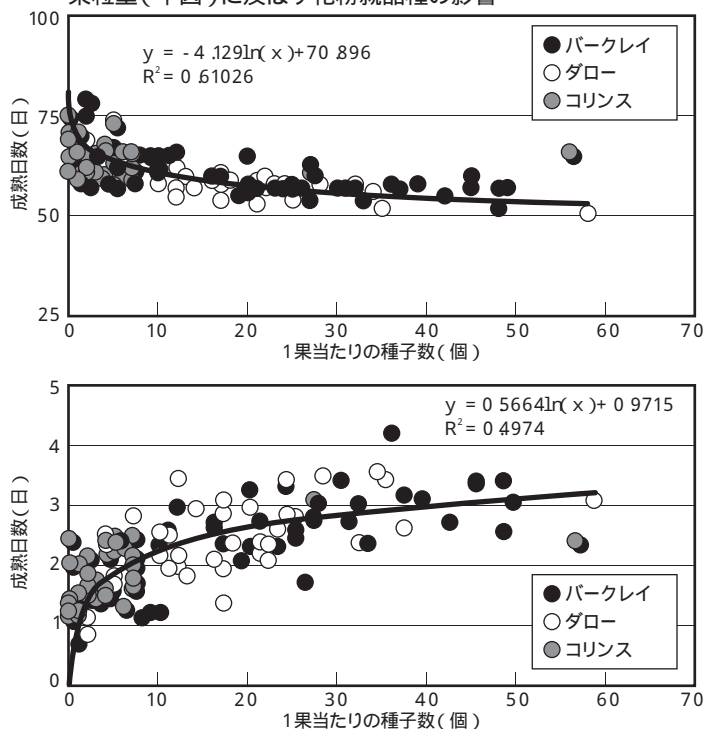 果粒重(下図)に及ぼす花粉親品種の影響
100
75
50
25
成熟日数(日)
y = - 4 .129ln( x )+70 .896
R2 = 0 .61026
バークレイ
ダロー
コリンス
0 10 20 30 40 50 60 70
1果当たりの種子数(個)
5
4
3
2
1
0
成熟日数(日)
y = 0 .5664ln( x )+ 0 .9715
R2 = 0 .4974
バークレイ
ダロー
コリンス
0 10 20 30 40 50 60 70
1果当たりの種子数(個)